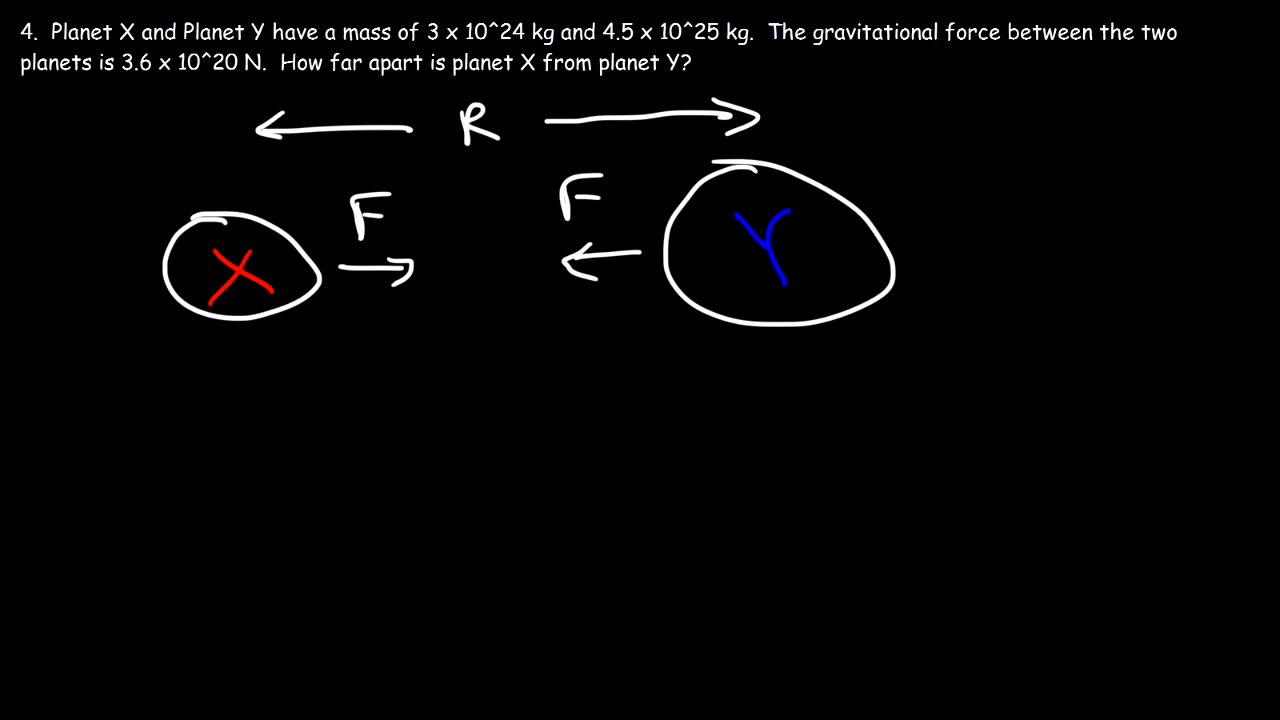 4. Planet X and Planet Y have a mass of 3 x 10^24 kg and 4.5 x 10^25 kg. The gravitational force between the two
planets is 3.6 x 10^20 N. How far apart is planet X from planet Y?
R
F
F
X
Y